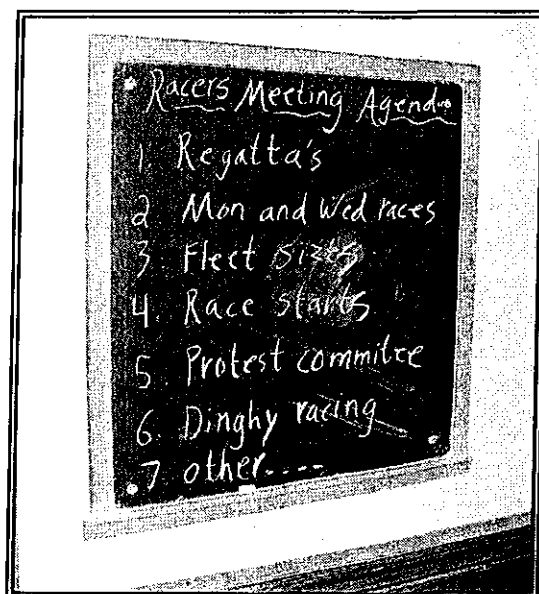 Racers Meeting Agenda
1 Regatta's
2 Mon and Wed races
3 Fleet sizes
4. Race starts
5 Protest commitee
6. Dinghy racing
7 other----